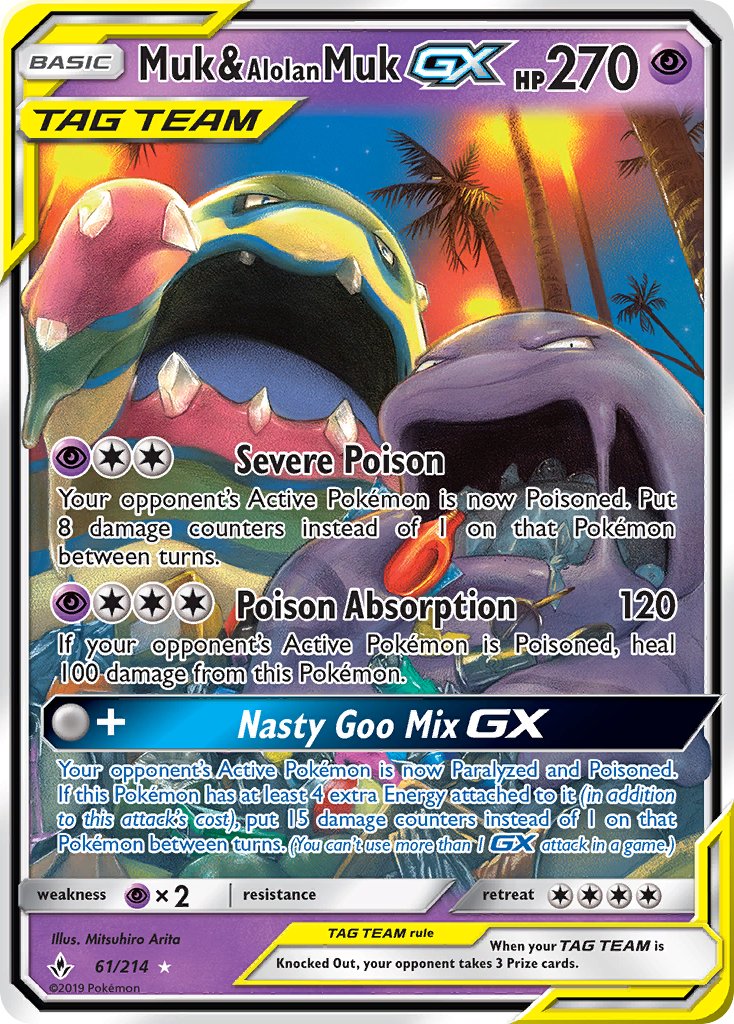 BASIC Muk & Alolan Muk GX HP 270
TAG TEAM
Severe Poison
Your opponent's Active Pokémon is now Poisoned. Put
8 damage counters instead of 1 on that Pokémon
between turns.
Poison Absorption 120
If your opponent's Active Pokémon is Poisoned, heal
100 damage from this Pokémon.
+ Nasty Goo Mix GX
Your opponent's Active Pokémon is now Paralyzed and Poisoned.
If this Pokémon has at least 4 extra Energy attached to it (in addition
to this attack's cost), put 15 damage counters instead of 1 on that
Pokémon between turns. (You can't use more than 1 GX attack in a game.)
weakness × 2 resistance retreat
Illus. Mitsuhiro Arita
61/214
©2019 Pokémon
TAG TEAM rule
When your TAG TEAM is
Knocked Out, your opponent takes 3 Prize cards.